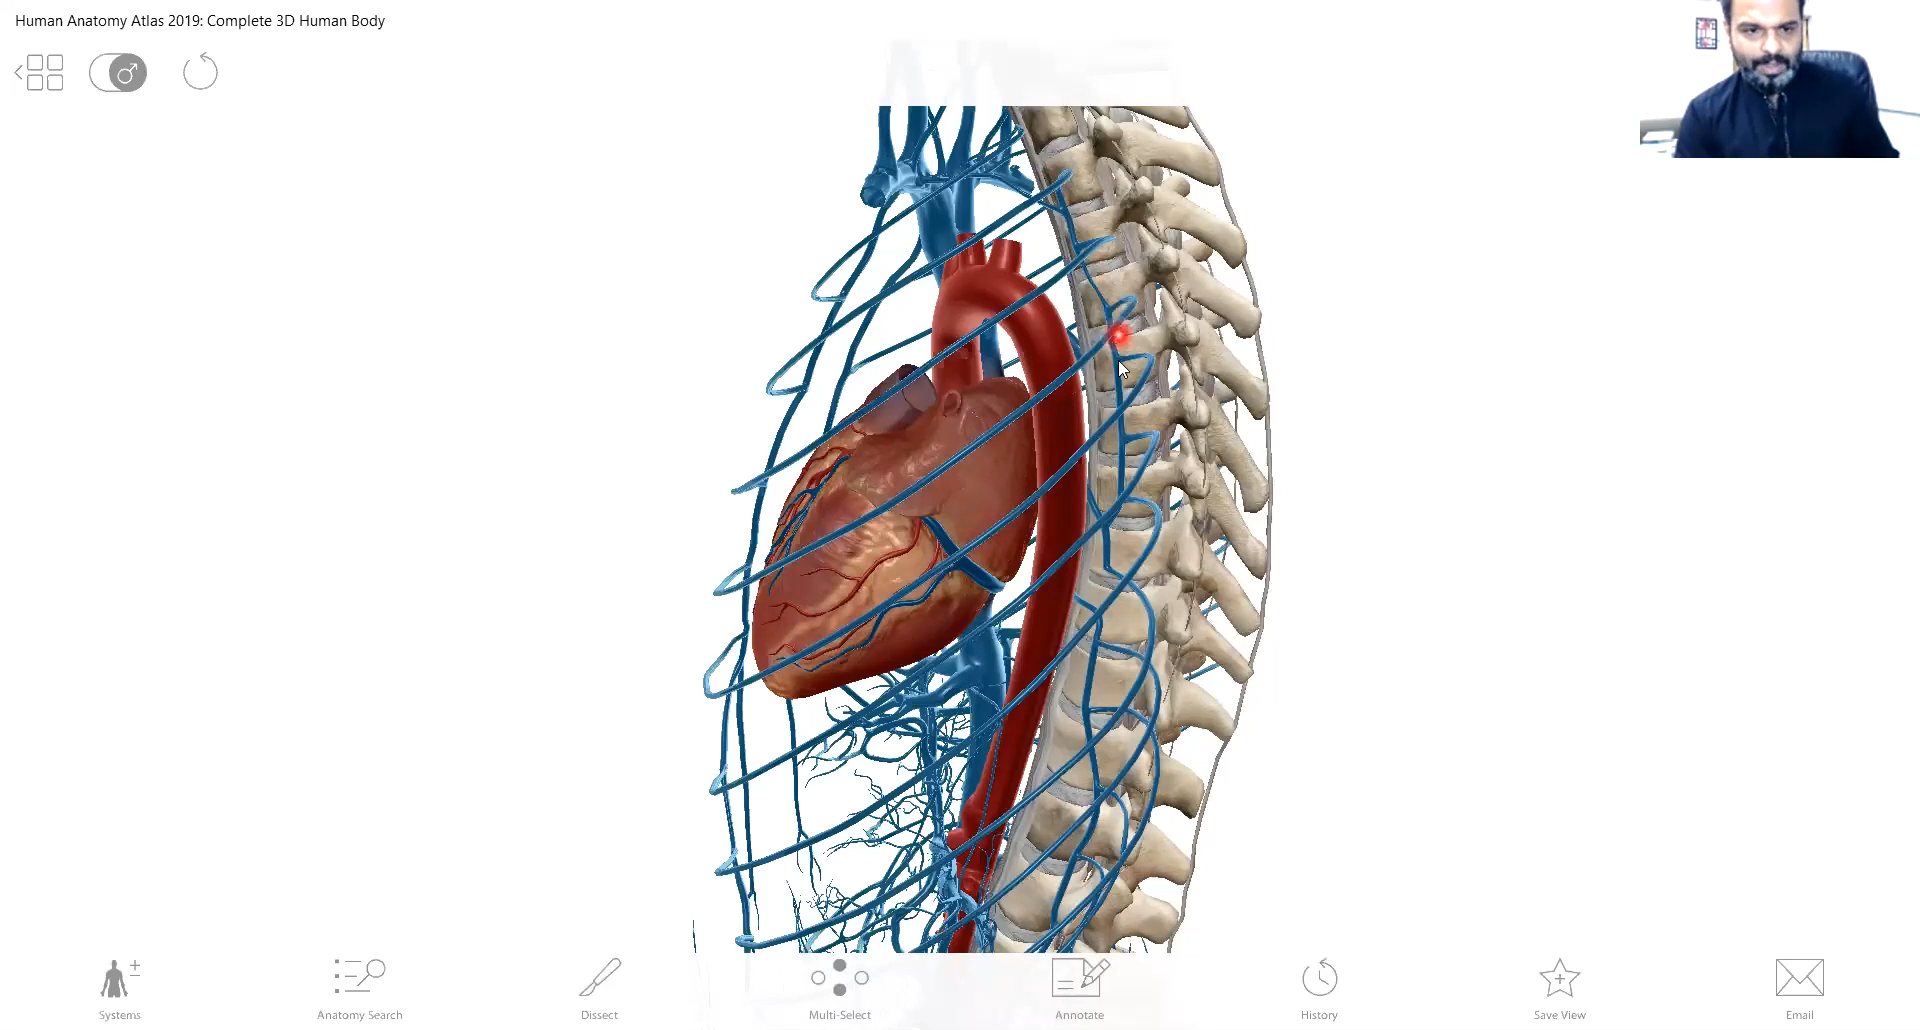 Human Anatomy Atlas 2019: Complete 3D Human Body
Systems
Anatomy Search
Dissect
Multi-Select
Annotate
History
Save View
Email